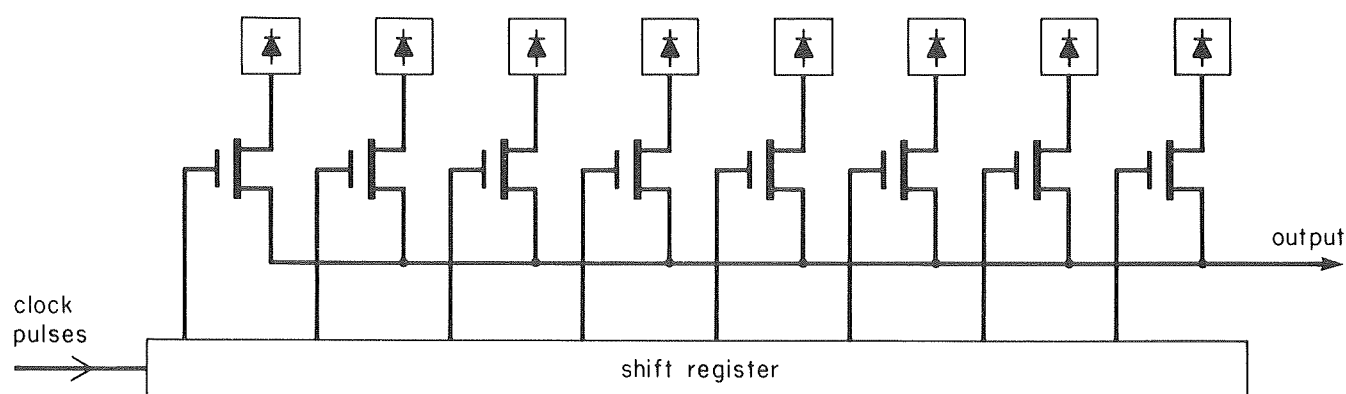 output
clock
pulses
shift register